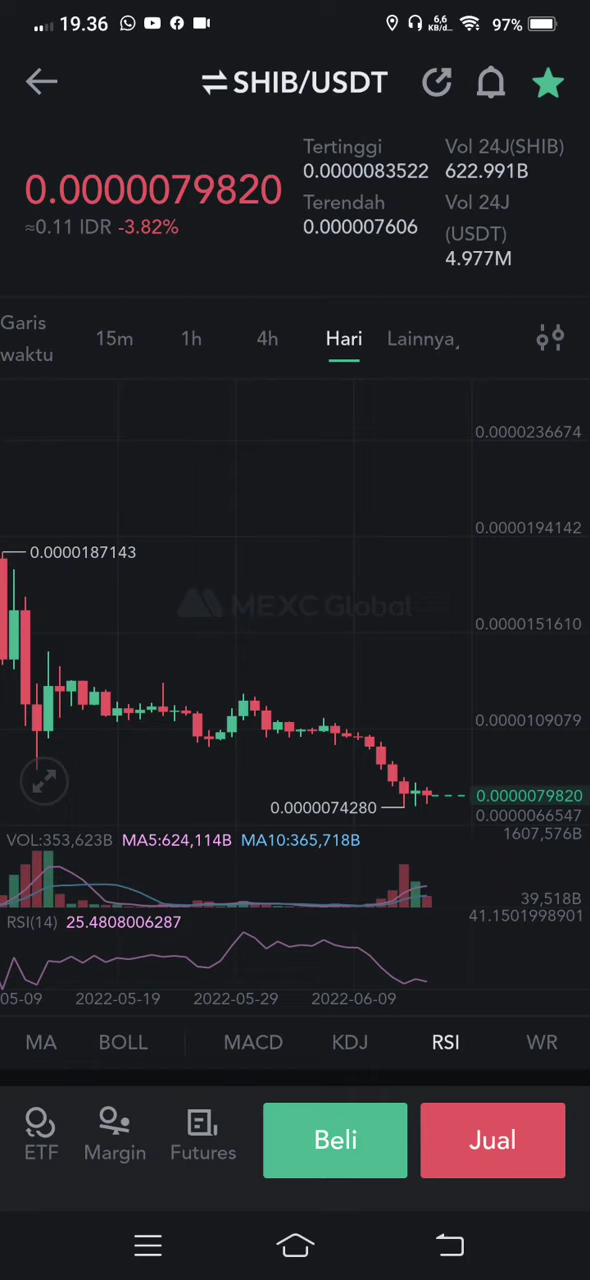 19.36
6,6
KB/d...
97%
SHIB/USDT
0.0000079820
≈0.11 IDR -3.82%
Tertinggi
0.0000083522
Terendah
0.000007606
Vol 24J(SHIB)
622.991B
Vol 24J
(USDT)
4.977M
Garis
waktu
15m
1h
4h
Hari
Lainnya
0.0000236674
0.0000194142
0.0000187143
MEXC Global
0.0000151610
0.0000109079
0.0000079820
0.0000074280
0.0000066547
VOL:353,623B MA5:624,114B MA10:365,718B
1607,576B
39,518B
RSI(14) 25.4808006287
41.1501998901
05-09 2022-05-19 2022-05-29 2022-06-09
MA BOLL MACD KDJ RSI WR
ETF Margin Futures
Beli
Jual